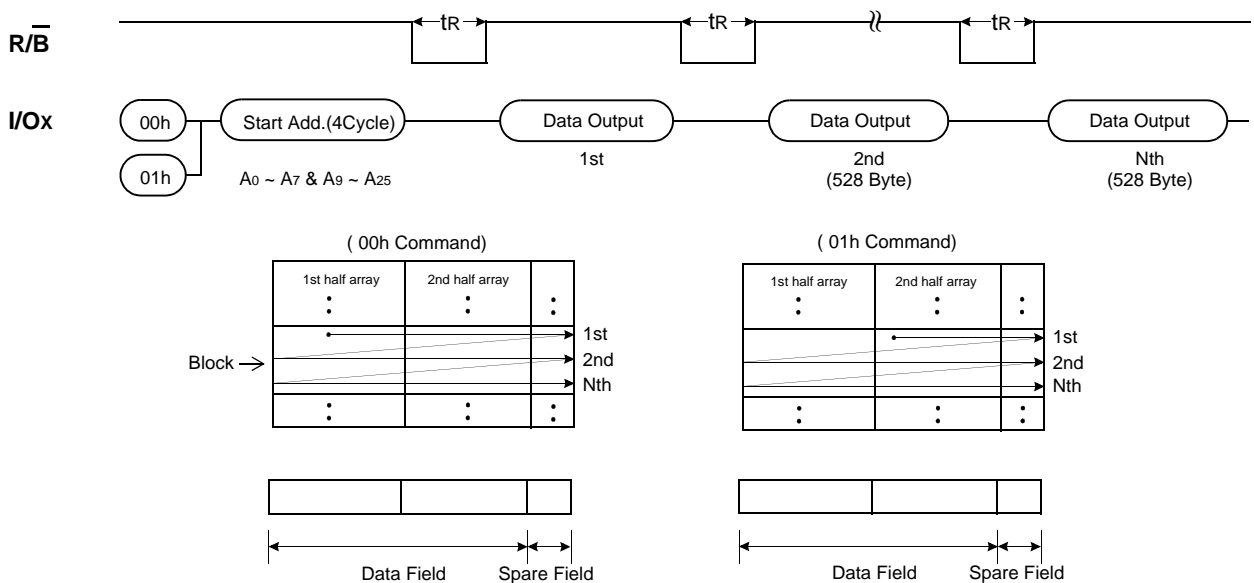 R/B tR tR tR
I/Ox 00h Start Add.(4Cycle) Data Output Data Output Data Output
01h A0 ~ A7 & A9 ~ A25 1st 2nd Nth
(528 Byte) (528 Byte)
( 00h Command) ( 01h Command)
1st half array 2nd half array 1st half array 2nd half array
1st 1st
Block 2nd 2nd
Nth Nth
Data Field Spare Field Data Field Spare Field